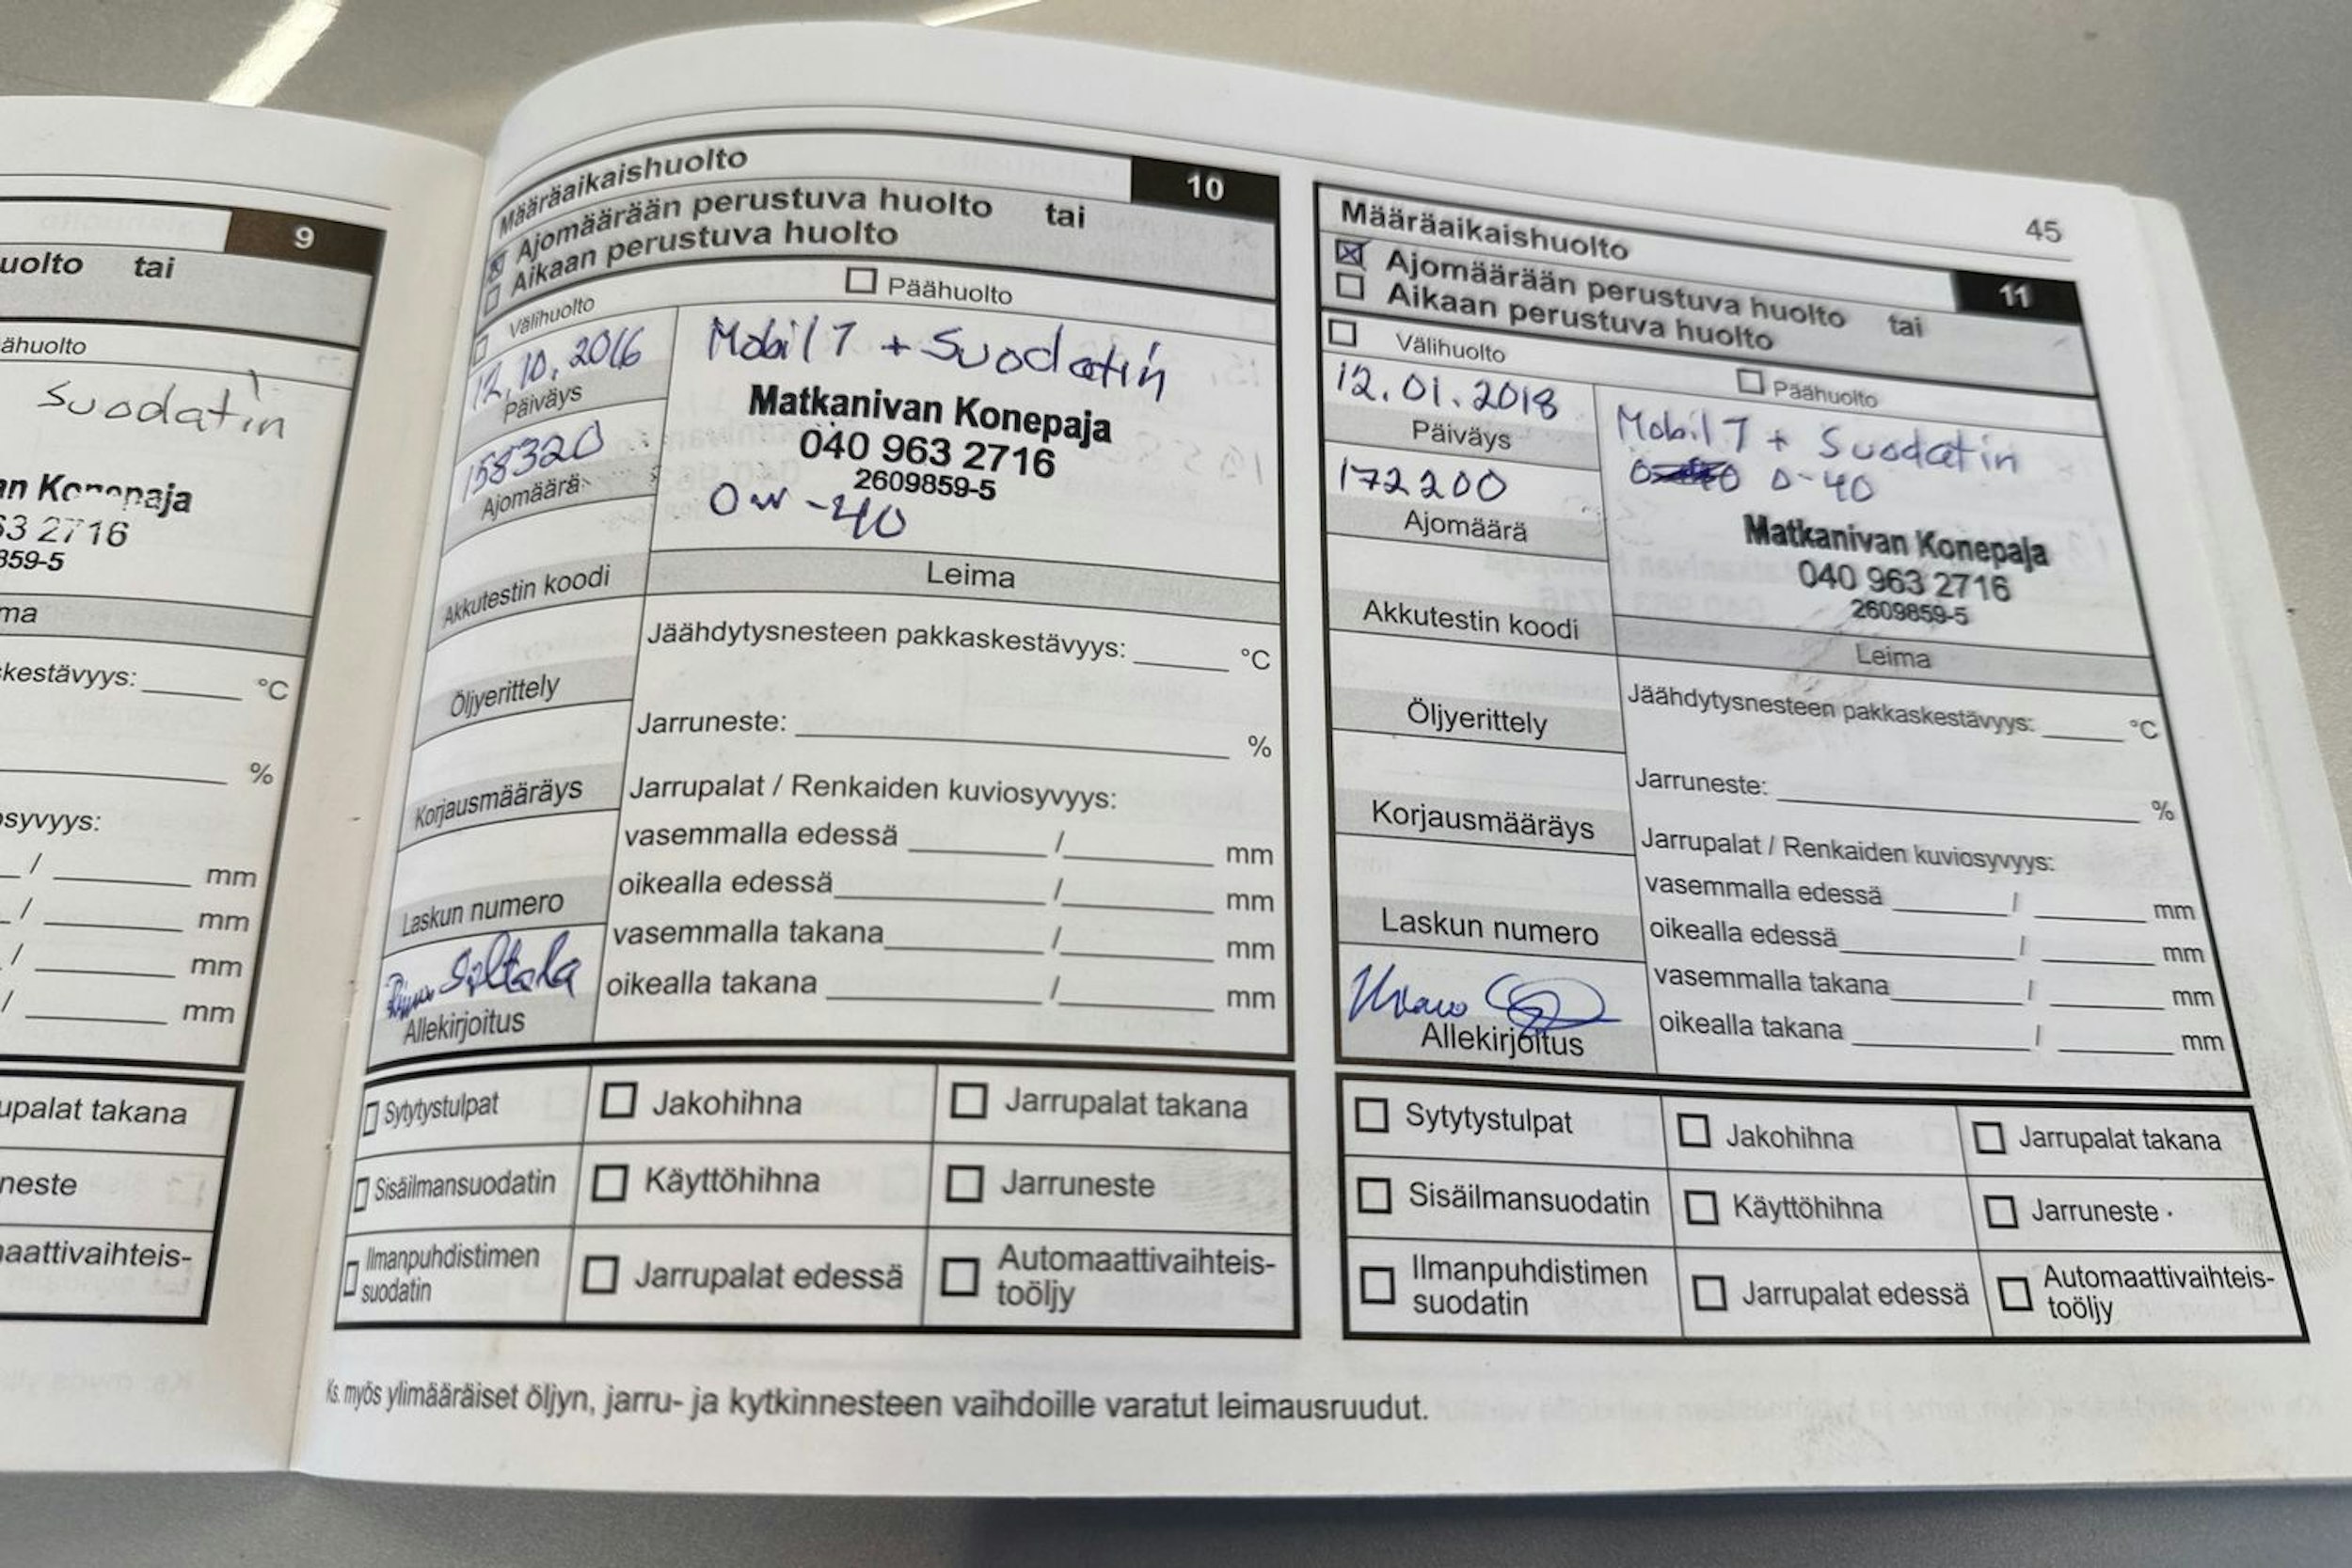 9
uolto tai
ähuolto
suodatin
an Konepaja
63 2716
859-5
ma
kestävyys: °C
%
osyvyys:
/ mm
/ mm
/ mm
/ mm
upalat takana
neste
aattivaihteis-
Määräaikaishuolto 10
Ajomäärään perustuva huolto tai
Aikaan perustuva huolto
Välihuolto Päähuolto
12.10.2016
Päiväys
158320
Ajomäärä
Mobil 1 + Suodatin
Matkanivan Konepaja
040 963 2716
2609859-5
0w-40
Akkutestin koodi
Leima
Öljyerittely
Jäähdytysnesteen pakkaskestävyys: °C
Jarruneste: %
Korjausmääräys
Jarrupalat / Renkaiden kuviosyvyys:
vasemmalla edessä / mm
oikealla edessä / mm
Laskun numero
vasemmalla takana / mm
oikealla takana / mm
Allekirjoitus
Sytytystulpat Jakohihna Jarrupalat takana
Sisäilmansuodatin Käyttöhihna Jarruneste
Ilmanpuhdistimen suodatin Jarrupalat edessä Automaattivaihteis-
toöljy
45
Määräaikaishuolto 11
Ajomäärään perustuva huolto tai
Aikaan perustuva huolto
Välihuolto Päähuolto
12.01.2018
Päiväys
172200
Ajomäärä
Mobil 1 + Suodatin
0-40
Matkanivan Konepaja
040 963 2716
2609859-5
Akkutestin koodi
Leima
Öljyerittely
Jäähdytysnesteen pakkaskestävyys: °C
Jarruneste: %
Korjausmääräys
Jarrupalat / Renkaiden kuviosyvyys:
vasemmalla edessä / mm
oikealla edessä / mm
Laskun numero
vasemmalla takana / mm
oikealla takana / mm
Allekirjoitus
Sytytystulpat Jakohihna Jarrupalat takana
Sisäilmansuodatin Käyttöhihna Jarruneste
Ilmanpuhdistimen suodatin Jarrupalat edessä Automaattivaihteis-
toöljy
Ks. myös ylimääräiset öljyn, jarru- ja kytkinnesteen vaihdoille varatut leimausruudut.